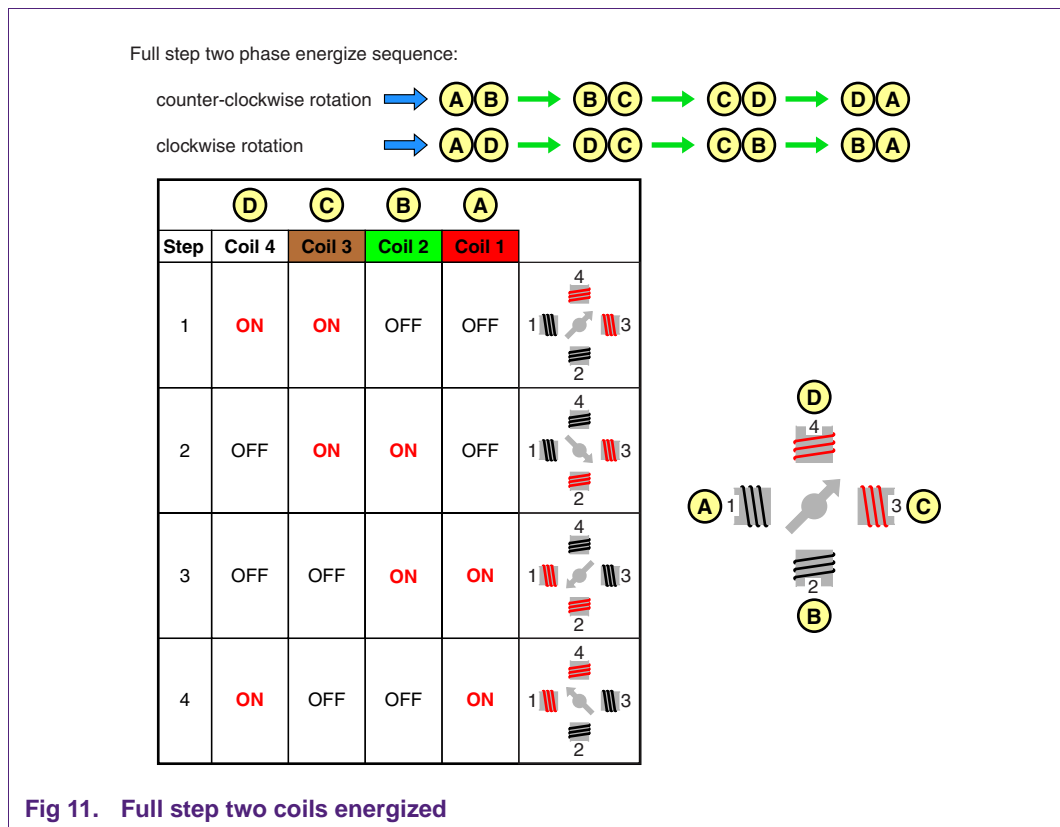 Full step two phase energize sequence:
counter-clockwise rotation A B B C C D D A
clockwise rotation A D D C C B B A
D C B A
Step Coil 4 Coil 3 Coil 2 Coil 1
4
1 ON ON OFF OFF 1 3
2
4
2 OFF ON ON OFF 1 3
2
4
3 OFF OFF ON ON 1 3
2
4
4 ON OFF OFF ON 1 3
2
D
4
A 1 3 C
2
B
Fig 11. Full step two coils energized